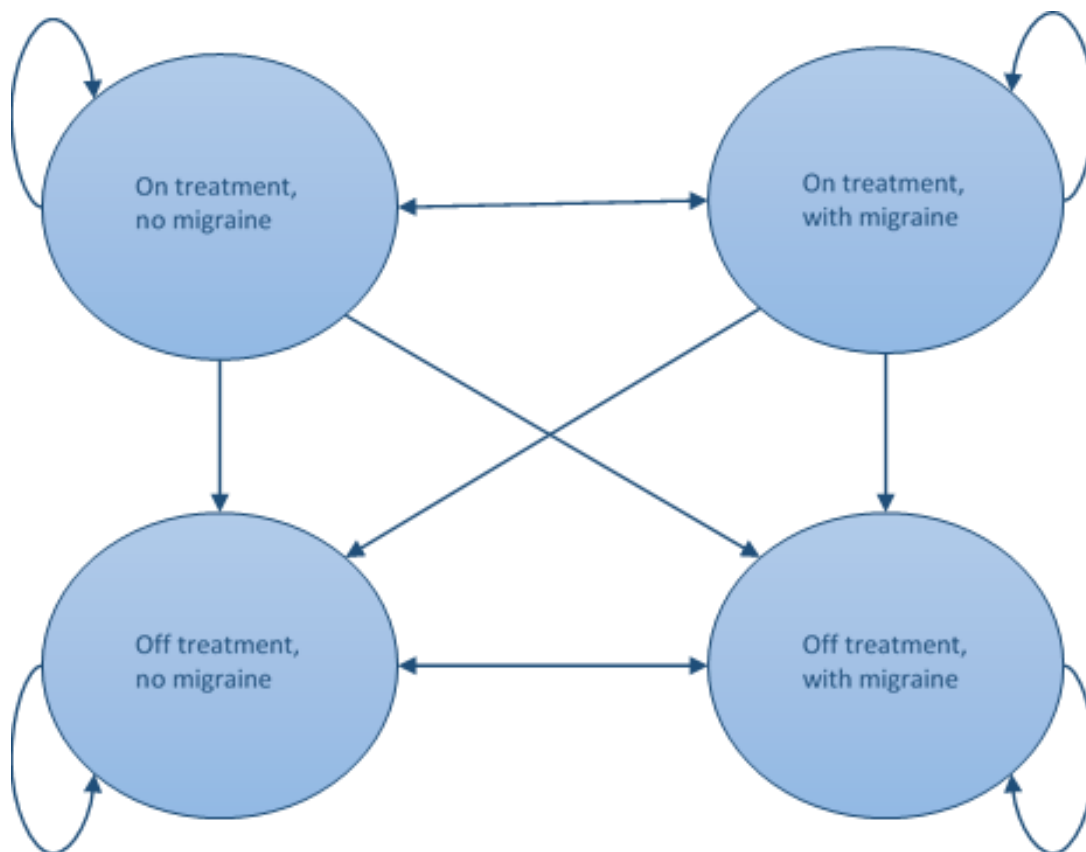 On treatment,
no migraine
On treatment,
with migraine
Off treatment,
no migraine
Off treatment,
with migraine